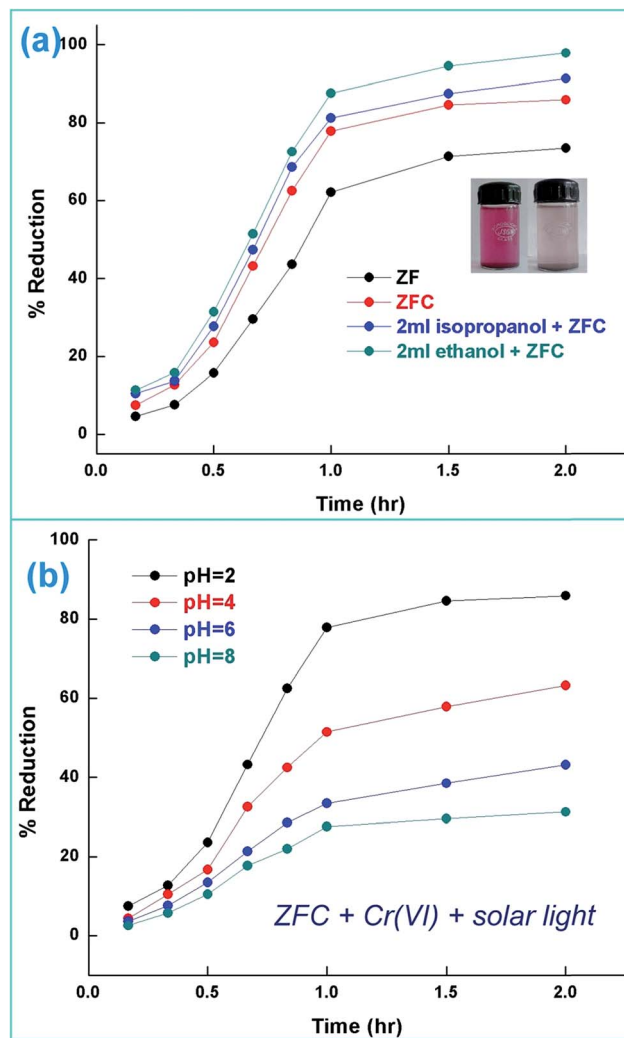 (a)
100
80
60
40
20
0
% Reduction
ZF
ZFC
2ml isopropanol + ZFC
2ml ethanol + ZFC
0.0 0.5 1.0 1.5 2.0
Time (hr)
(b)
100
80
60
40
20
0
% Reduction
pH=2
pH=4
pH=6
pH=8
ZFC + Cr(VI) + solar light
0.0 0.5 1.0 1.5 2.0
Time (hr)